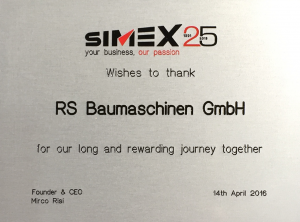 SIMEX 25
your business, our passion
Wishes to thank
RS Baumaschinen GmbH
for our long and rewarding journey together
Founder & CEO
Mirco Risi
14th April 2016